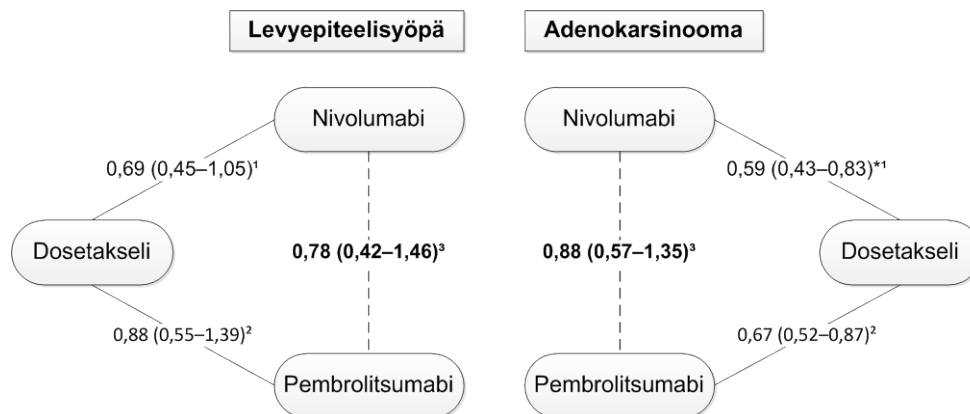 Levyepiteelisyöpä
Adenokarsinooma
Nivolumabi
Nivolumabi
0,69 (0,45–1,05)¹
0,59 (0,43–0,83)*¹
Dosetakseli
0,78 (0,42–1,46)³
0,88 (0,57–1,35)³
Dosetakseli
0,88 (0,55–1,39)²
0,67 (0,52–0,87)²
Pembrolitsumabi
Pembrolitsumabi